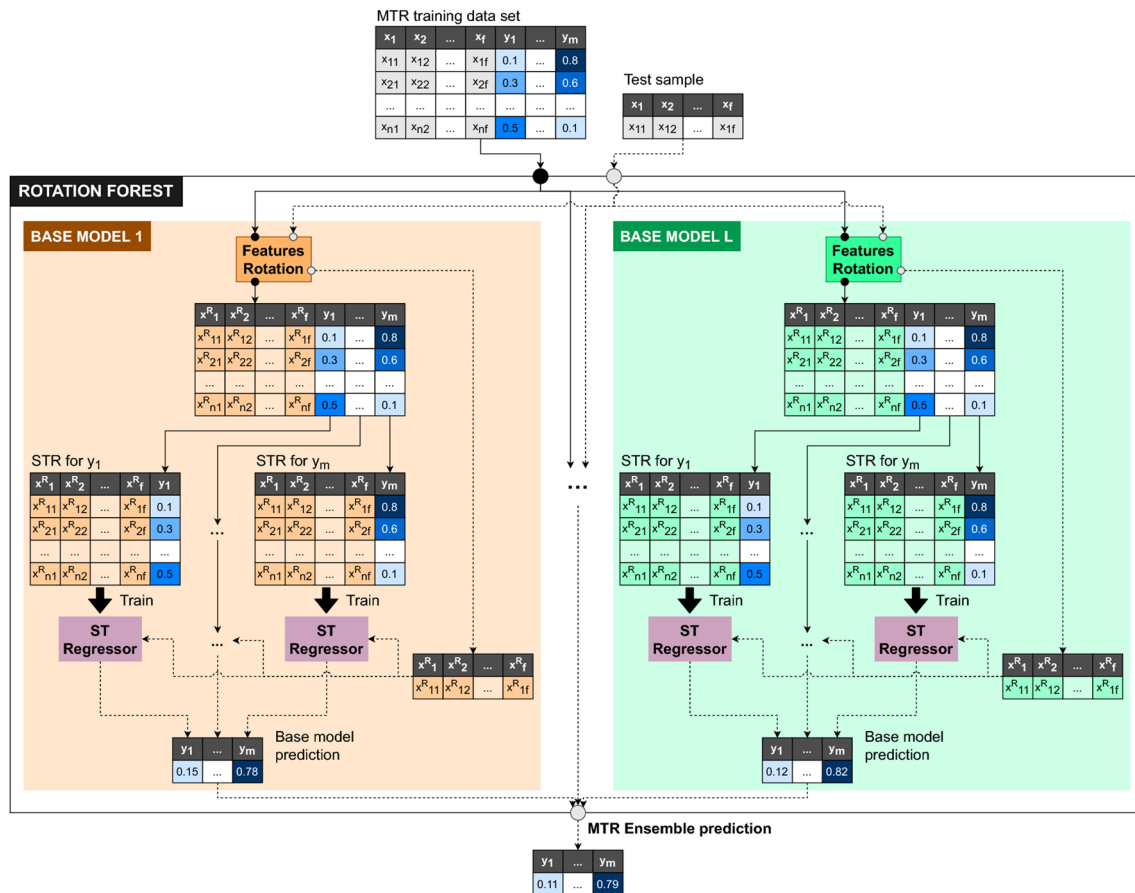 MTR training data set
x1 x2 ... xf y1 ... ym
x11 x12 ... x1f 0.1 ... 0.8
x21 x22 ... x2f 0.3 ... 0.6
... ... ... ... ... ... ...
xn1 xn2 ... xnf 0.5 ... 0.1
Test sample
x1 x2 ... xf
x11 x12 ... x1f
ROTATION FOREST
BASE MODEL 1
Features
Rotation
xR1 xR2 ... xRf y1 ... ym
xR11 xR12 ... xR1f 0.1 ... 0.8
xR21 xR22 ... xR2f 0.3 ... 0.6
... ... ... ... ... ... ...
xRn1 xRn2 ... xRnf 0.5 ... 0.1
STR for y1
xR1 xR2 ... xRf y1
xR11 xR12 ... xR1f 0.1
xR21 xR22 ... xR2f 0.3
... ... ... ... ...
xRn1 xRn2 ... xRnf 0.5
Train
ST
Regressor
...
...
STR for ym
xR1 xR2 ... xRf ym
xR11 xR12 ... xR1f 0.8
xR21 xR22 ... xR2f 0.6
... ... ... ... ...
xRn1 xRn2 ... xRnf 0.1
Train
ST
Regressor
xR1 xR2 ... xRf
xR11 xR12 ... xR1f
Base model
prediction
y1 ... ym
0.15 ... 0.78
...
BASE MODEL L
Features
Rotation
xR1 xR2 ... xRf y1 ... ym
xR11 xR12 ... xR1f 0.1 ... 0.8
xR21 xR22 ... xR2f 0.3 ... 0.6
... ... ... ... ... ... ...
xRn1 xRn2 ... xRnf 0.5 ... 0.1
STR for y1
xR1 xR2 ... xRf y1
xR11 xR12 ... xR1f 0.1
xR21 xR22 ... xR2f 0.3
... ... ... ... ...
xRn1 xRn2 ... xRnf 0.5
Train
ST
Regressor
...
...
STR for ym
xR1 xR2 ... xRf ym
xR11 xR12 ... xR1f 0.8
xR21 xR22 ... xR2f 0.6
... ... ... ... ...
xRn1 xRn2 ... xRnf 0.1
Train
ST
Regressor
xR1 xR2 ... xRf
xR11 xR12 ... xR1f
Base model
prediction
y1 ... ym
0.12 ... 0.82
MTR Ensemble prediction
y1 ... ym
0.11 ... 0.79